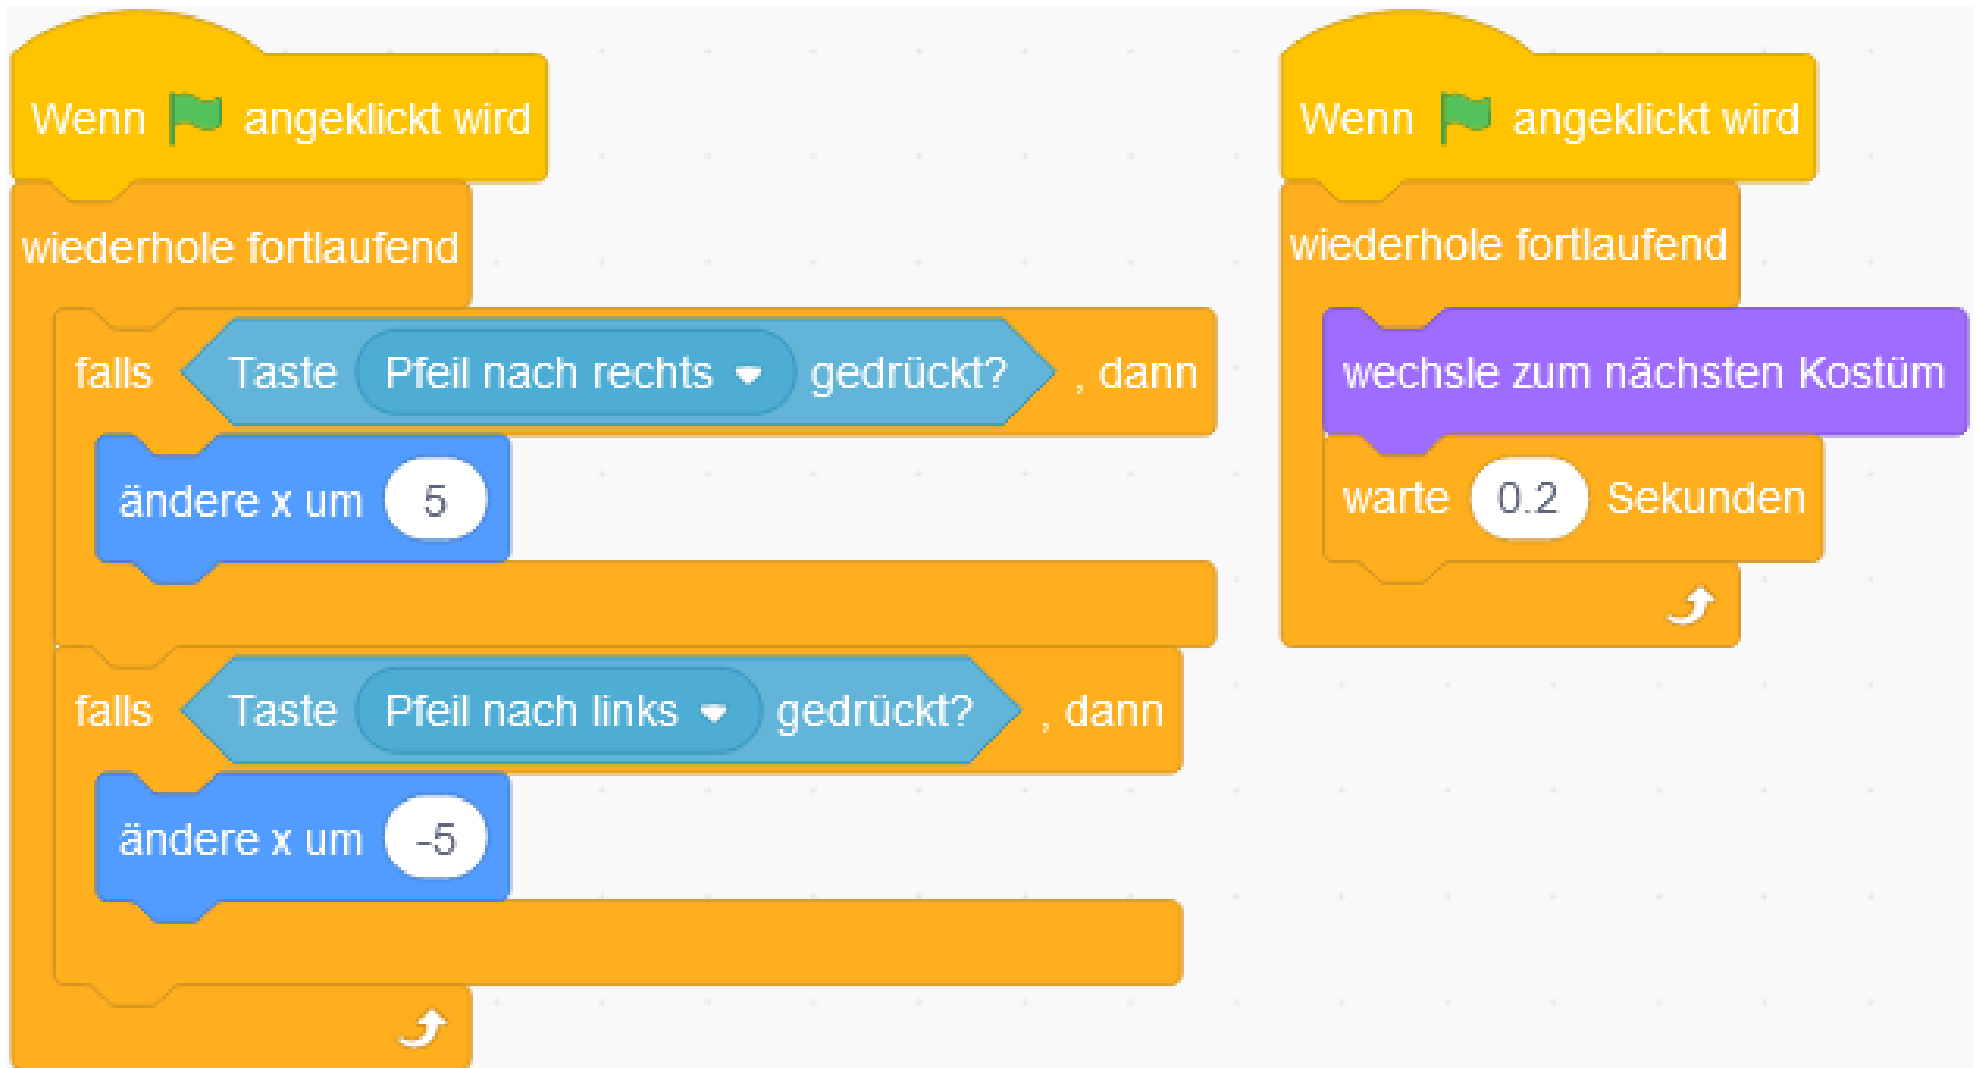 Wenn angeklickt wird
wiederhole fortlaufend
falls Taste Pfeil nach rechts gedrückt? , dann
ändere x um 5
falls Taste Pfeil nach links gedrückt? , dann
ändere x um -5
Wenn angeklickt wird
wiederhole fortlaufend
wechsle zum nächsten Kostüm
warte 0.2 Sekunden